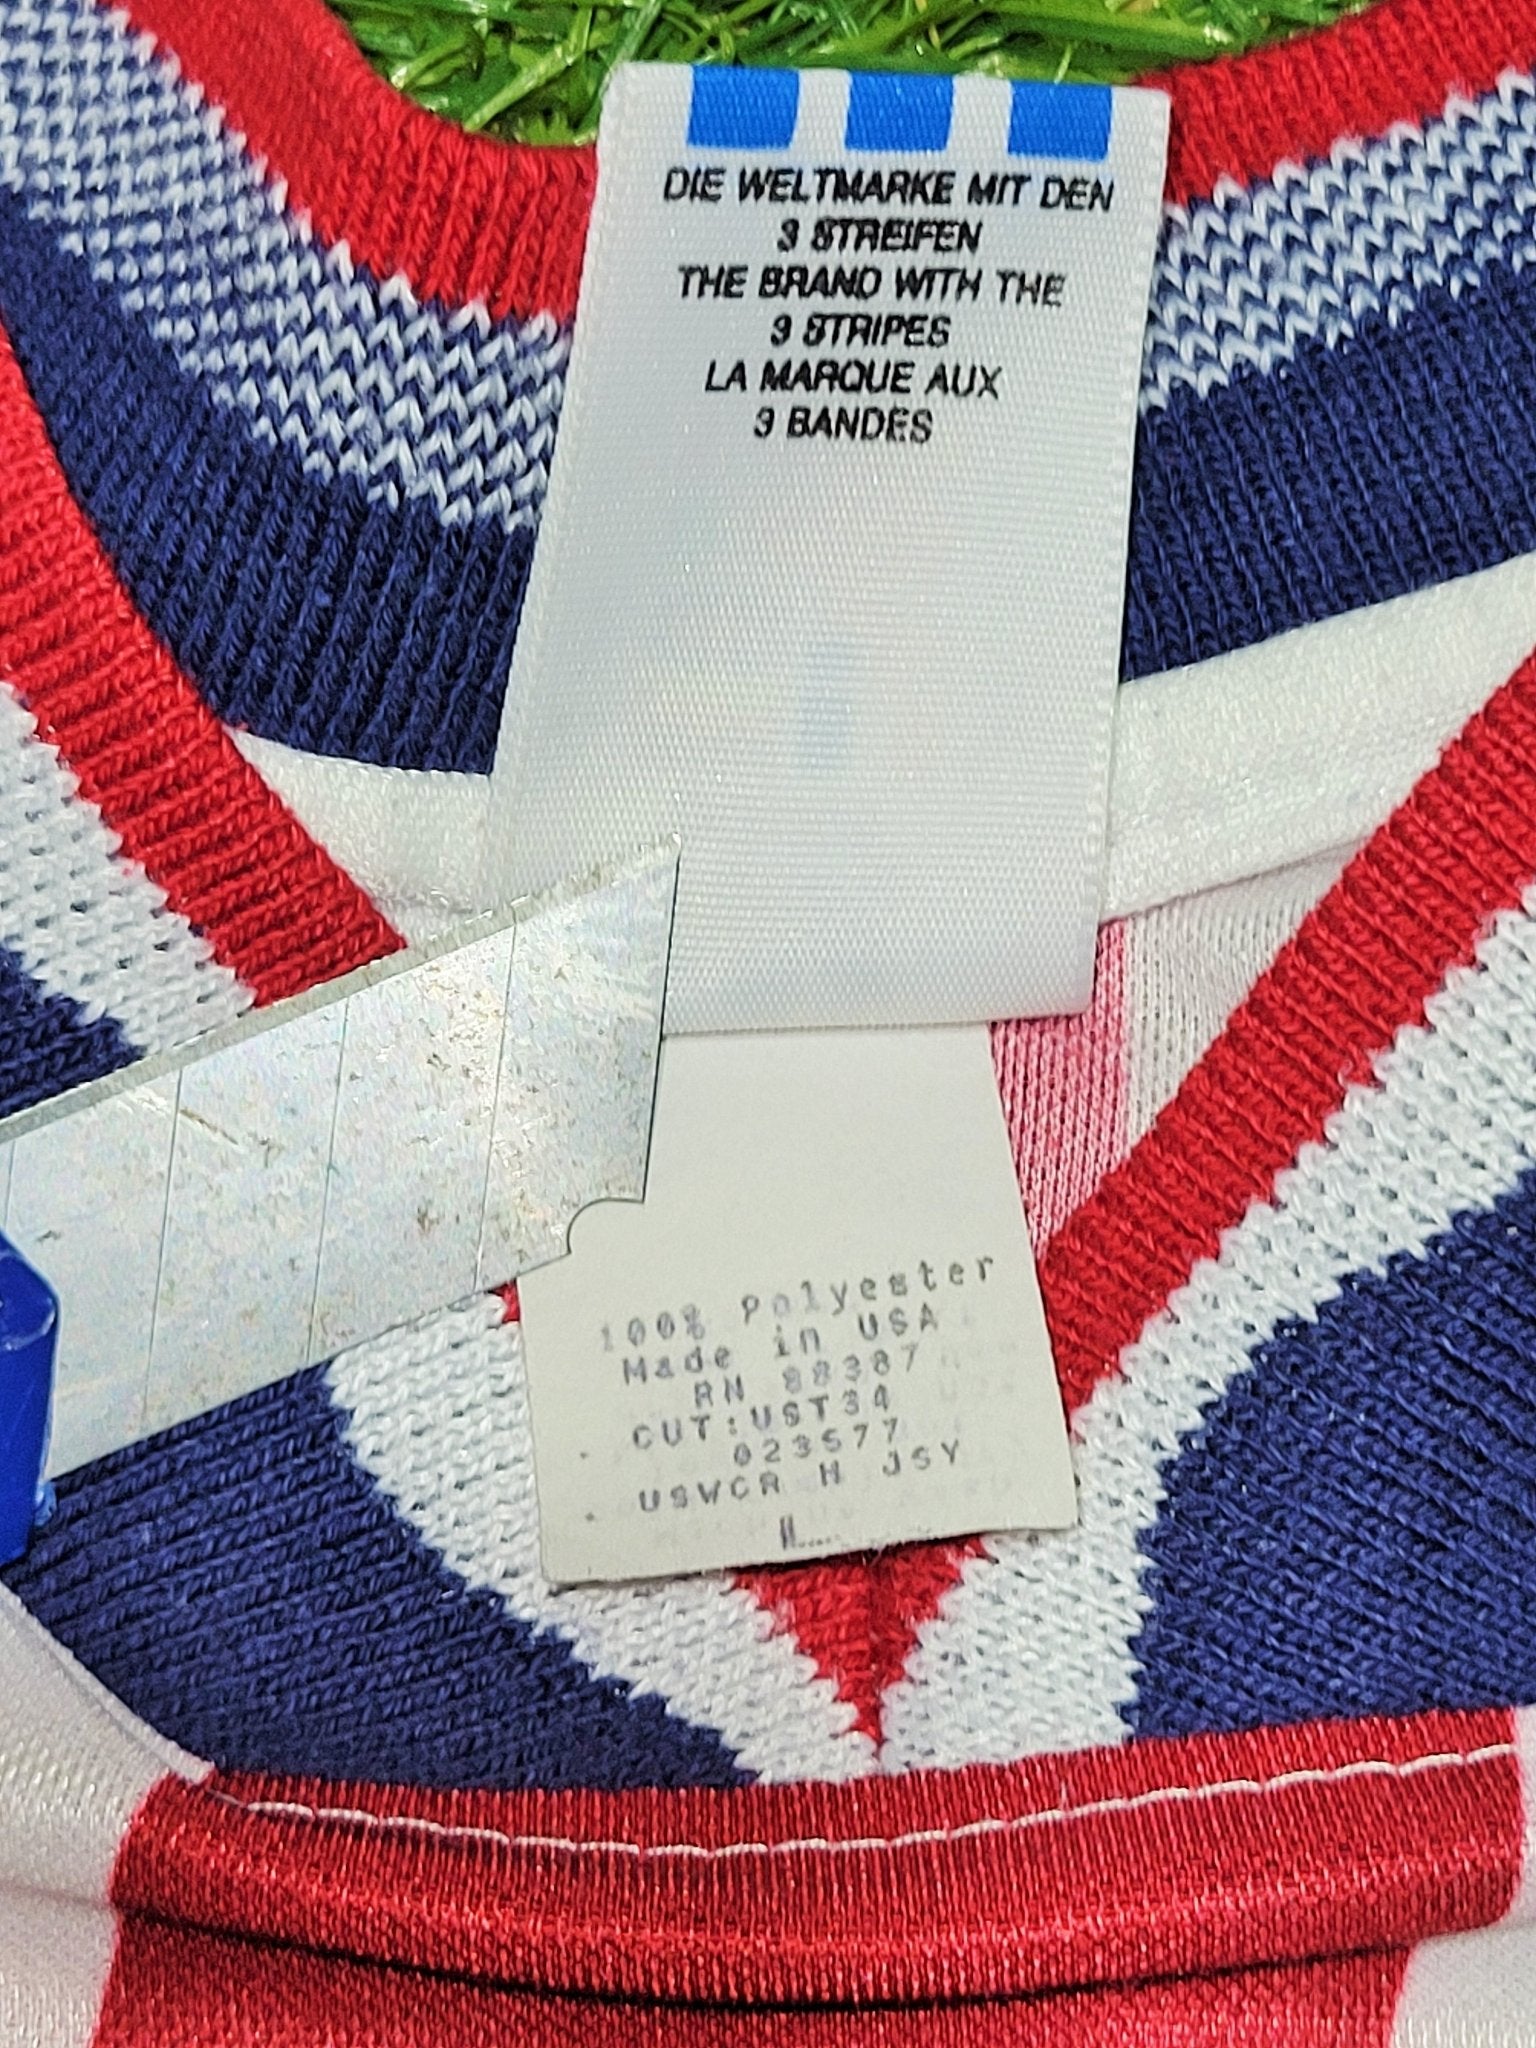 DIE WELTMARKE MIT DEN
3 STREIFEN
THE BRAND WITH THE
3 STRIPES
LA MARQUE AUX
3 BANDES
100% Polyester
Made in USA
RN 88387
CUT:UST34
023577
USWCR H JSY
L